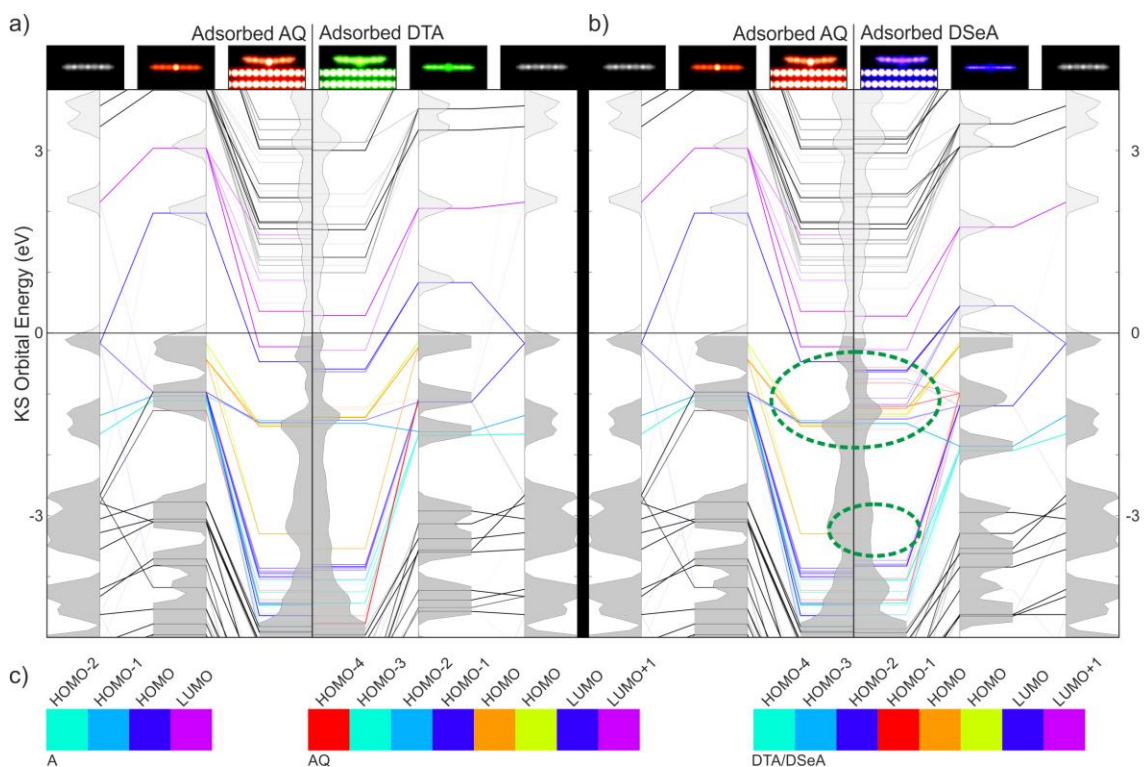 a)
Adsorbed AQ
Adsorbed DTA
b)
Adsorbed AQ
Adsorbed DSeA
KS Orbital Energy (eV)
3
0
-3
3
0
-3
c)
HOMO-2
HOMO-1
HOMO
LUMO
A
HOMO-4
HOMO-3
HOMO-2
HOMO-1
HOMO
HOMO
LUMO
LUMO+1
AQ
HOMO-4
HOMO-3
HOMO-2
HOMO-1
HOMO
HOMO
LUMO
LUMO+1
DTA/DSeA